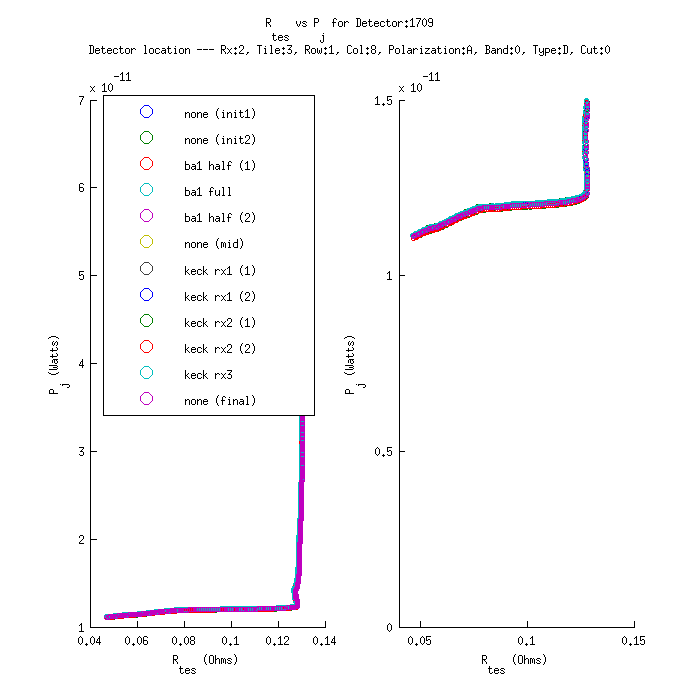 R    vs P  for Detector:1709
tes    j
Detector location --- Rx:2, Tile:3, Row:1, Col:8, Polarization:A, Band:0, Type:D, Cut:0
x 10-11
x 10-11
7
6
5
4
3
2
1
P (Watts)
j
none (init1)
none (init2)
ba1 half (1)
ba1 full
ba1 half (2)
none (mid)
keck rx1 (1)
keck rx1 (2)
keck rx2 (1)
keck rx2 (2)
keck rx3
none (final)
0.04 0.06 0.08 0.1 0.12 0.14
R    (Ohms)
tes
1.5
1
0.5
0
P (Watts)
j
0.05 0.1 0.15
R    (Ohms)
tes